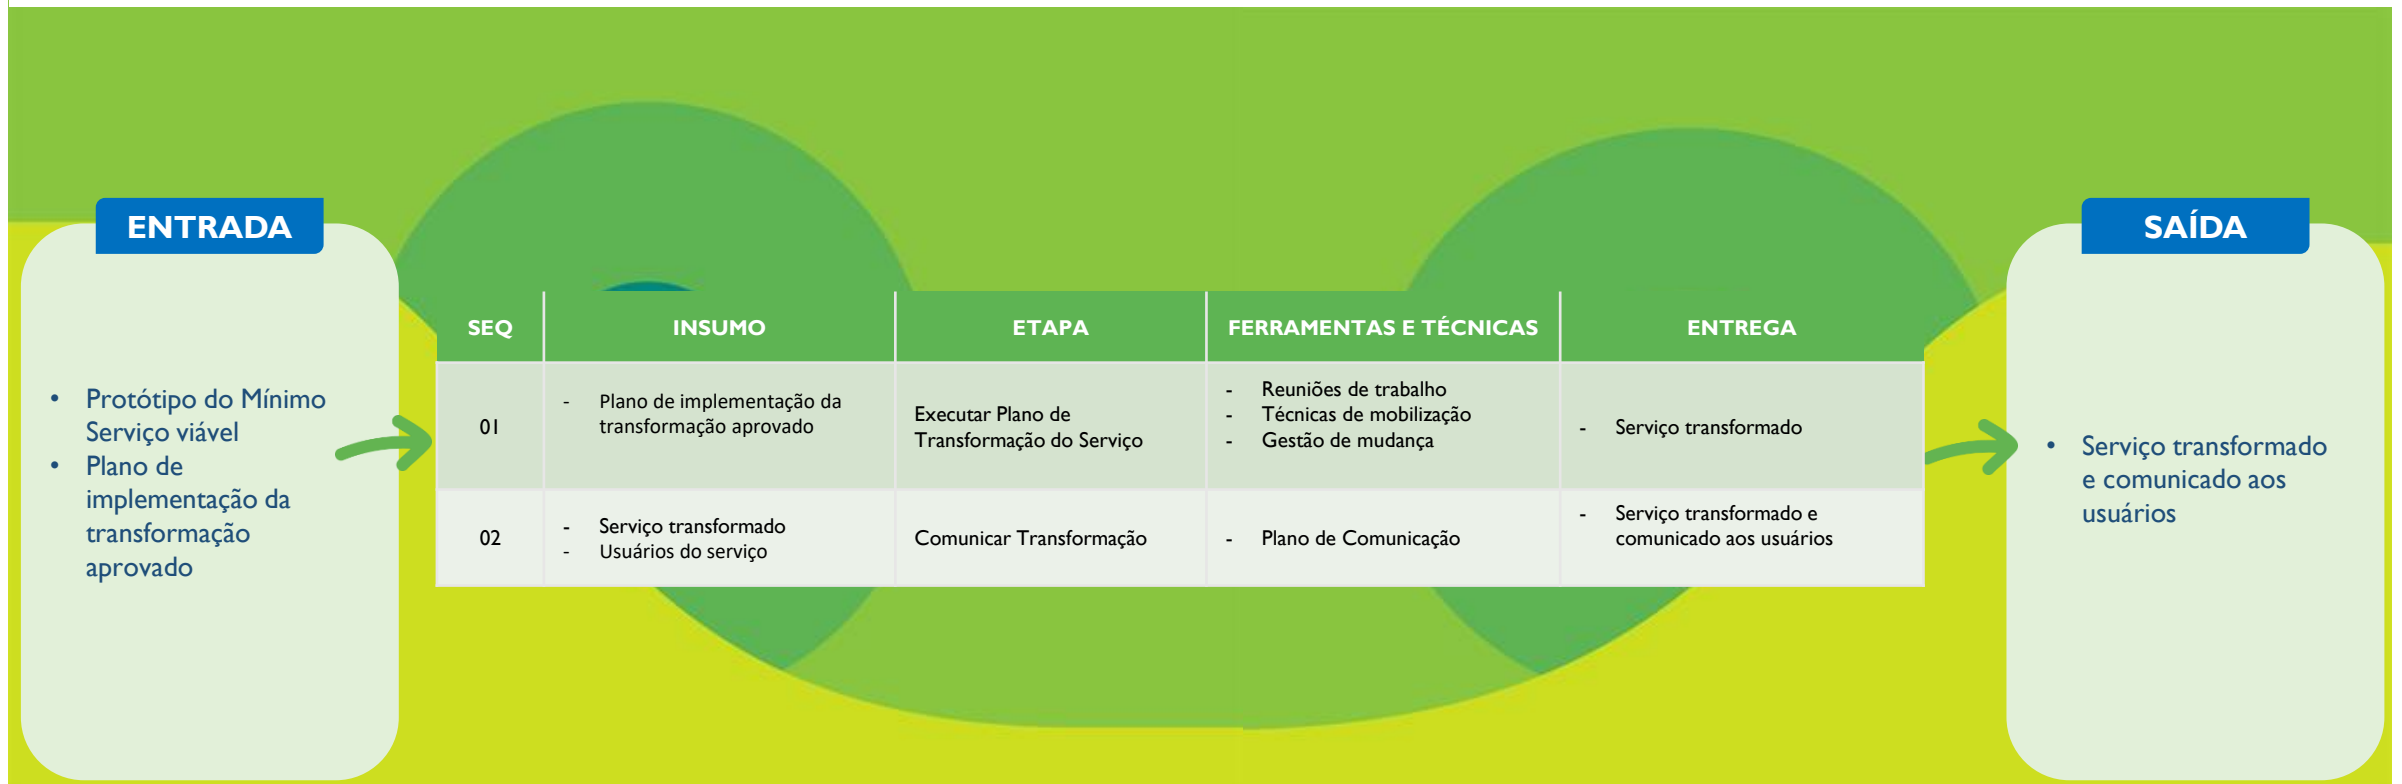 ENTRADA
• Protótipo do Mínimo
Serviço viável
• Plano de
implementação da
transformação
aprovado
SEQ INSUMO ETAPA FERRAMENTAS E TÉCNICAS ENTREGA
01
- Plano de implementação da
transformação aprovado
Executar Plano de
Transformação do Serviço
- Reuniões de trabalho
- Técnicas de mobilização
- Gestão de mudança
- Serviço transformado
02
- Serviço transformado
- Usuários do serviço
Comunicar Transformação
- Plano de Comunicação
- Serviço transformado e
comunicado aos usuários
SAÍDA
• Serviço transformado
e comunicado aos
usuários